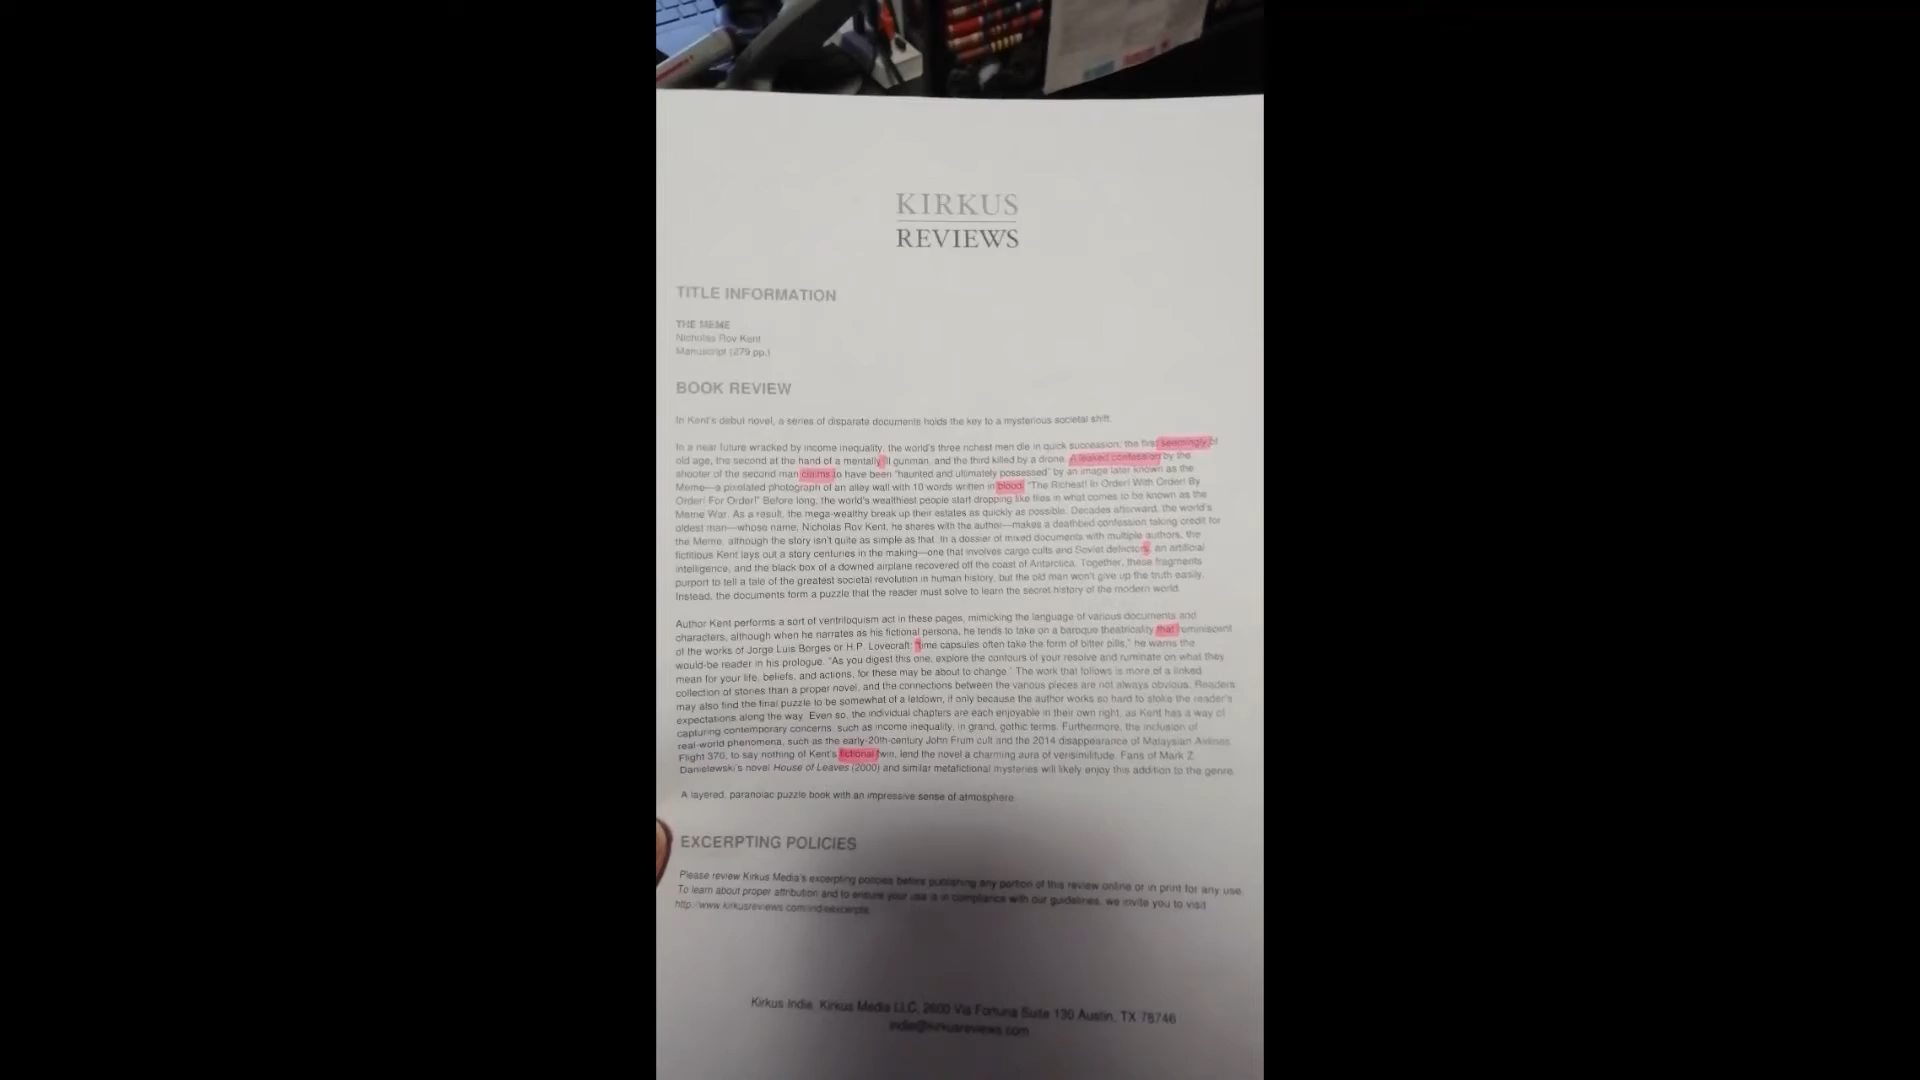 KIRKUS
REVIEWS
TITLE INFORMATION
THE MEME
Nicholas Rov Kent
Manuscript (279 pp.)
BOOK REVIEW
In Kent's debut novel, a series of disparate documents holds the key to a mysterious societal shift.
In a near future wracked by income inequality, the world's three richest men die in quick succession: the first seemingly of
old age, the second at the hand of a mentally ill gunman, and the third killed by a drone. A leaked confession by the
shooter of the second man claims to have been "haunted and ultimately possessed" by an image later known as the
Meme—a pixelated photograph of an alley wall with 10 words written in blood: "The Richest! In Order! With Order! By
Order! For Order!" Before long, the world's wealthiest people start dropping like flies in what comes to be known as the
Meme War. As a result, the mega-wealthy break up their estates as quickly as possible. Decades afterward, the world's
oldest man—whose name, Nicholas Rov Kent, he shares with the author—makes a deathbed confession taking credit for
the Meme, although the story isn't quite as simple as that. In a dossier of mixed documents with multiple authors, the
fictitious Kent lays out a story centuries in the making—one that involves cargo cults and Soviet defectors, an artificial
intelligence, and the black box of a downed airplane recovered off the coast of Antarctica. Together, these fragments
purport to tell a tale of the greatest societal revolution in human history, but the old man won't give up the truth easily.
Instead, the documents form a puzzle that the reader must solve to learn the secret history of the modern world.
Author Kent performs a sort of ventriloquism act in these pages, mimicking the language of various documents and
characters, although when he narrates as his fictional persona, he tends to take on a baroque theatricality that reminiscent
of the works of Jorge Luis Borges or H.P. Lovecraft: "time capsules often take the form of bitter pills," he warns the
would-be reader in his prologue. "As you digest this one, explore the contours of your resolve and ruminate on what they
mean for your life, beliefs, and actions, for these may be about to change." The work that follows is more of a linked
collection of stories than a proper novel, and the connections between the various pieces are not always obvious. Readers
may also find the final puzzle to be somewhat of a letdown, if only because the author works so hard to stoke the reader's
expectations along the way. Even so, the individual chapters are each enjoyable in their own right, as Kent has a way of
capturing contemporary concerns, such as income inequality, in grand, gothic terms. Furthermore, the inclusion of
real-world phenomena, such as the early-20th-century John Frum cult and the 2014 disappearance of Malaysian Airlines
Flight 370, to say nothing of Kent's fictional twin, lend the novel a charming aura of verisimilitude. Fans of Mark Z.
Danielewski's novel House of Leaves (2000) and similar metafictional mysteries will likely enjoy this addition to the genre.
A layered, paranoiac puzzle book with an impressive sense of atmosphere.
EXCERPTING POLICIES
Please review Kirkus Media's excerpting policies before publishing any portion of this review online or in print for any use.
To learn about proper attribution and to ensure your use is in compliance with our guidelines, we invite you to visit
http://www.kirkusreviews.com/indieexcerpts.
Kirkus Indie, Kirkus Media LLC, 2600 Via Fortuna Suite 130 Austin, TX 78746
indie@kirkusreviews.com